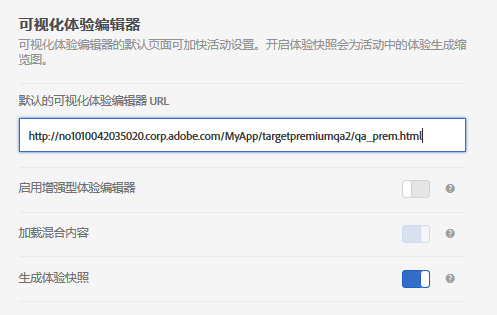 可视化体验编辑器
可视化体验编辑器的默认页面可加快活动设置。开启体验快照会为活动中的体验生成缩
览图。
默认的可视化体验编辑器 URL
http://no1010042035020.corp.adobe.com/MyApp/targetpremiumqa2/qa_prem.html
启用增强型体验编辑器
加载混合内容
生成体验快照